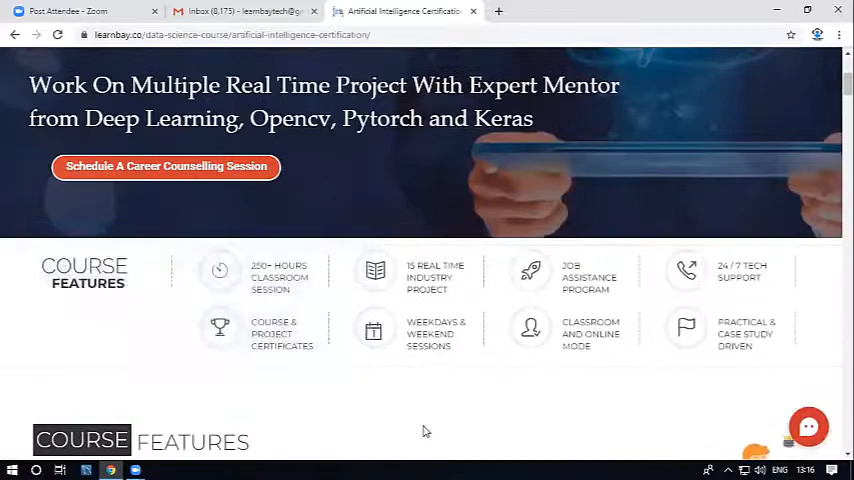 Post Attendee - Zoom
Inbox (8,175) - learnbaytech@gm
Artificial Intelligence Certification
learnbay.co/data-science-course/artificial-intelligence-certification/
Work On Multiple Real Time Project With Expert Mentor
from Deep Learning, Opencv, Pytorch and Keras
Schedule A Career Counselling Session
COURSE
FEATURES
250+ HOURS
CLASSROOM
SESSION
15 REAL TIME
INDUSTRY
PROJECT
JOB
ASSISTANCE
PROGRAM
24 / 7 TECH
SUPPORT
COURSE &
PROJECT
CERTIFICATES
WEEKDAYS &
WEEKEND
SESSIONS
CLASSROOM
AND ONLINE
MODE
PRACTICAL &
CASE STUDY
DRIVEN
COURSE FEATURES
ENG
13:16